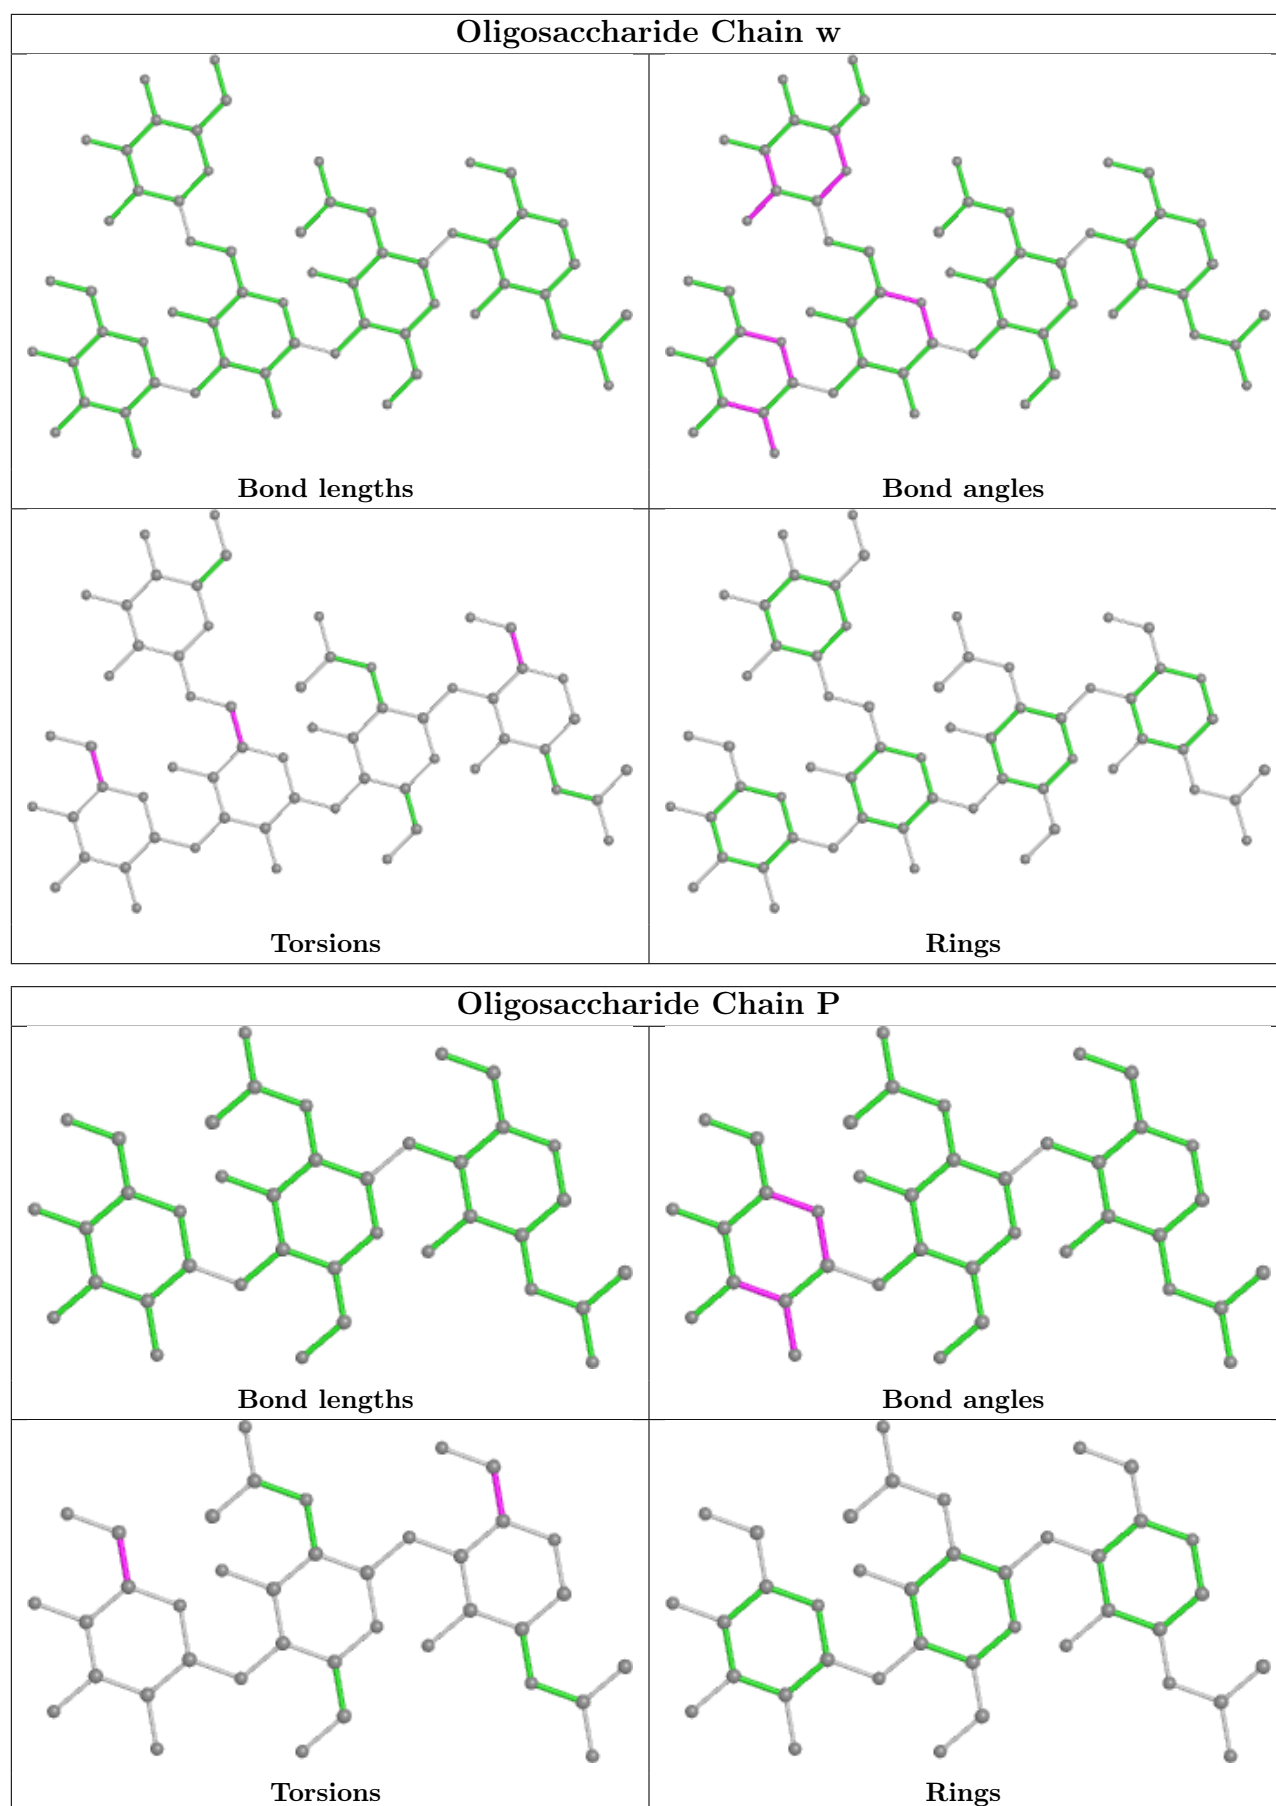 Oligosaccharide Chain w
Bond lengths
Bond angles
Torsions
Rings
Oligosaccharide Chain P
Bond lengths
Bond angles
Torsions
Rings